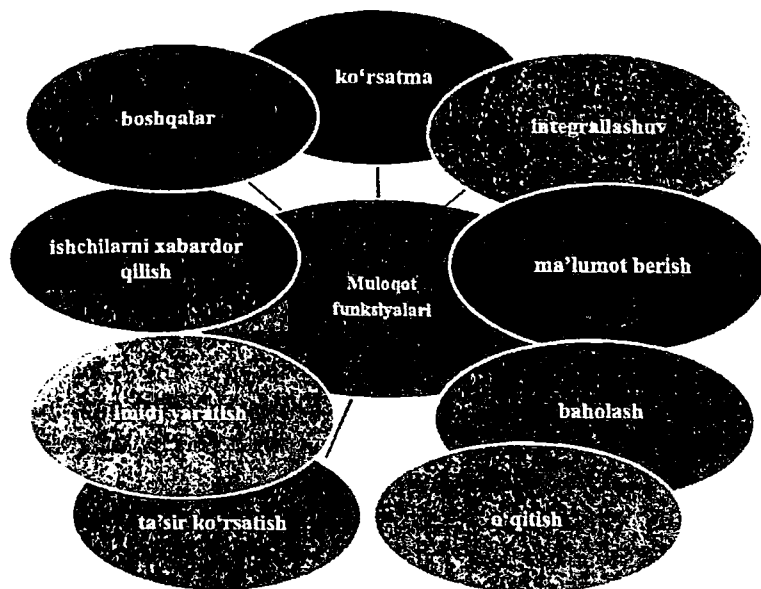 ko‘rsatma
boshqalar
integrallashuv
ishchilarni xabardor
qilish
Muloqot
funksiyalari
ma’lumot berish
imidj yaratish
baholash
ta’sir ko‘rsatish
o‘qitish